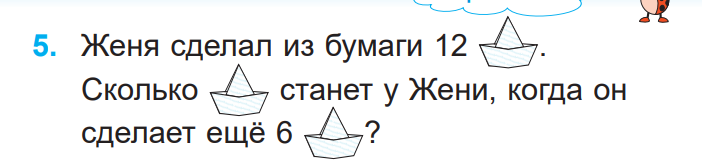 5. Женя сделал из бумаги 12 .
Сколько станет у Жени, когда он
сделает ещё 6 ?